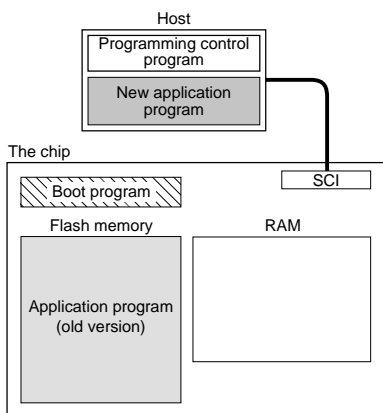 Host
Programming control
program
New application
program
The chip
SCI
Boot program
Flash memory
RAM
Application program
(old version)